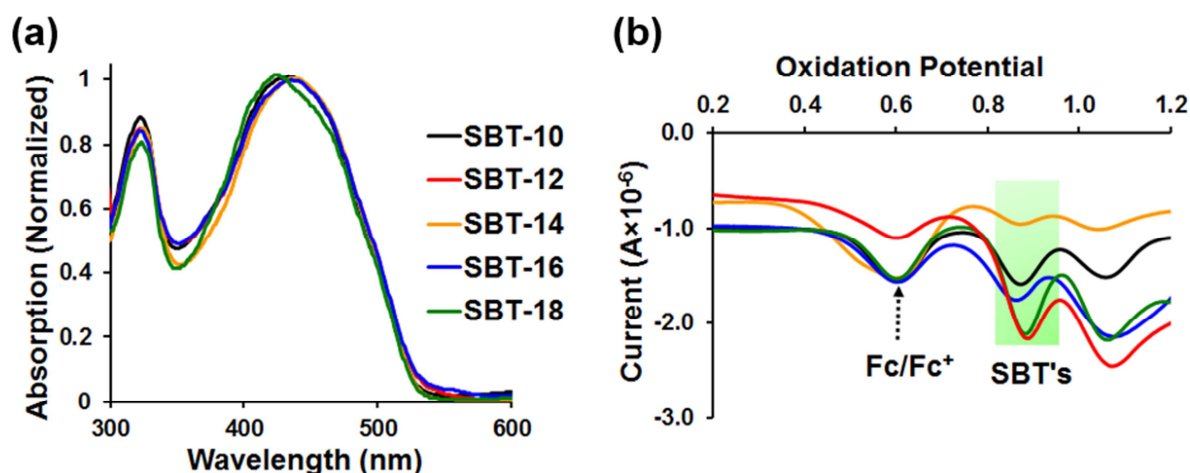 (a)
Absorption (Normalized)
1
0.8
0.6
0.4
0.2
0
300
400
500
600
Wavelength (nm)
SBT-10
SBT-12
SBT-14
SBT-16
SBT-18
(b)
Oxidation Potential
0.2
0.4
0.6
0.8
1.0
1.2
Current (A×10⁻⁶)
0.0
-1.0
-2.0
-3.0
Fc/Fc⁺
SBT's